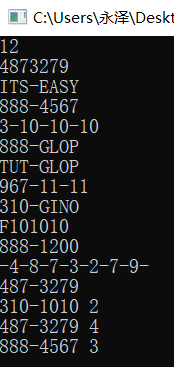 C:\Users\永泽\Deskt
12
4873279
ITS-EASY
888-4567
3-10-10-10
888-GLOP
TUT-GLOP
967-11-11
310-GINO
F101010
888-1200
-4-8-7-3-2-7-9-
487-3279
310-1010 2
487-3279 4
888-4567 3